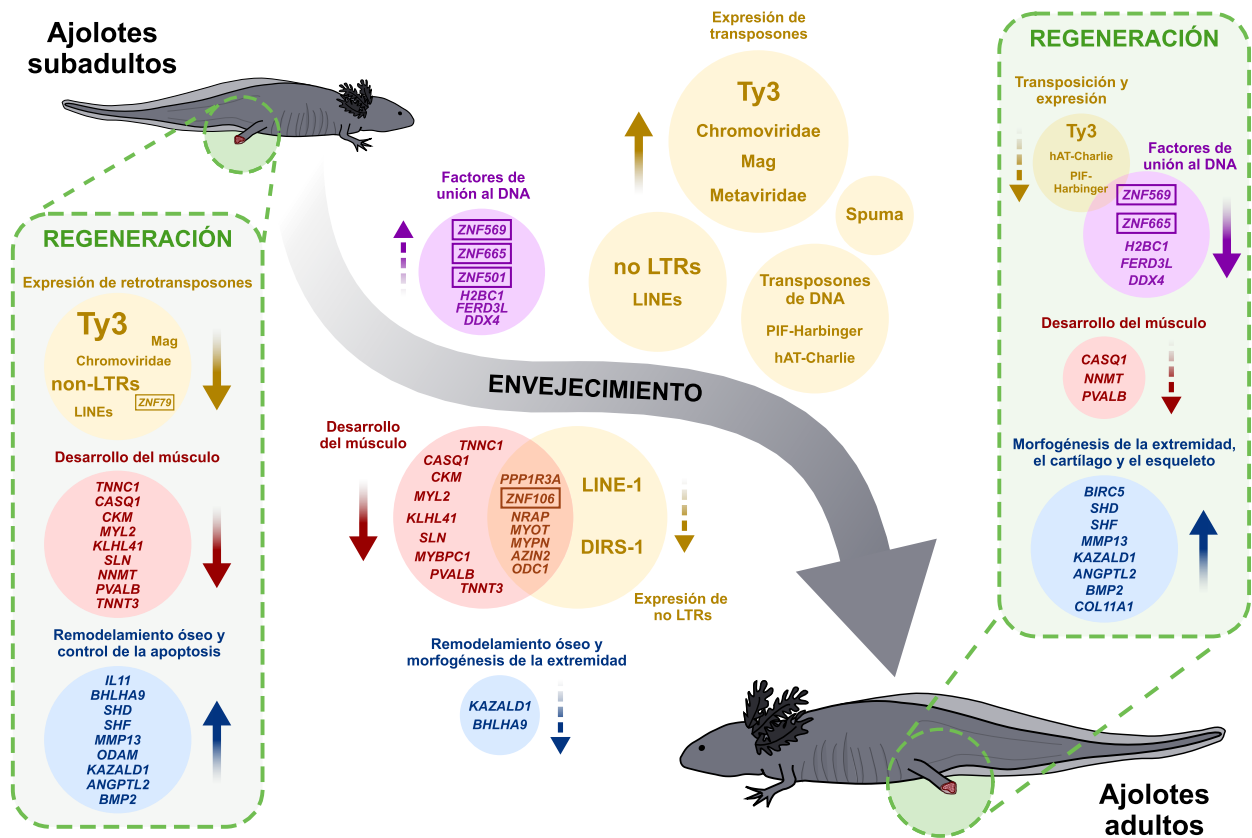 Ajolotes
subadultos
REGENERACIÓN
Expresión de retrotransposones
Ty3
Mag
Chromoviridae
non-LTRs
LINEs
ZNF79
Desarrollo del músculo
TNNC1
CASQ1
CKM
MYL2
KLHL41
SLN
NNMT
PVALB
TNNT3
Remodelamiento óseo y
control de la apoptosis
IL11
BHLHA9
SHD
SHF
MMP13
ODAM
KAZALD1
ANGPTL2
BMP2
Factores de
unión al DNA
ZNF569
ZNF665
ZNF501
H2BC1
FERD3L
DDX4
Expresión de
transposones
Ty3
Chromoviridae
Mag
Metaviridae
Spuma
no LTRs
LINEs
Transposones
de DNA
PIF-Harbinger
hAT-Charlie
ENVEJECIMIENTO
Desarrollo
del músculo
TNNC1
CASQ1
CKM
MYL2
KLHL41
SLN
MYBPC1
PVALB
TNNT3
PPP1R3A
ZNF106
NRAP
MYOT
MYPN
AZIN2
ODC1
LINE-1
DIRS-1
Expresión de
no LTRs
Remodelamiento óseo y
morfogénesis de la extremidad
KAZALD1
BHLHA9
REGENERACIÓN
Transposición y
expresión
Ty3
hAT-Charlie
PIF-
Harbinger
Factores de
unión al DNA
ZNF569
ZNF665
H2BC1
FERD3L
DDX4
Desarrollo del músculo
CASQ1
NNMT
PVALB
Morfogénesis de la extremidad,
el cartílago y el esqueleto
BIRC5
SHD
SHF
MMP13
KAZALD1
ANGPTL2
BMP2
COL11A1
Ajolotes
adultos